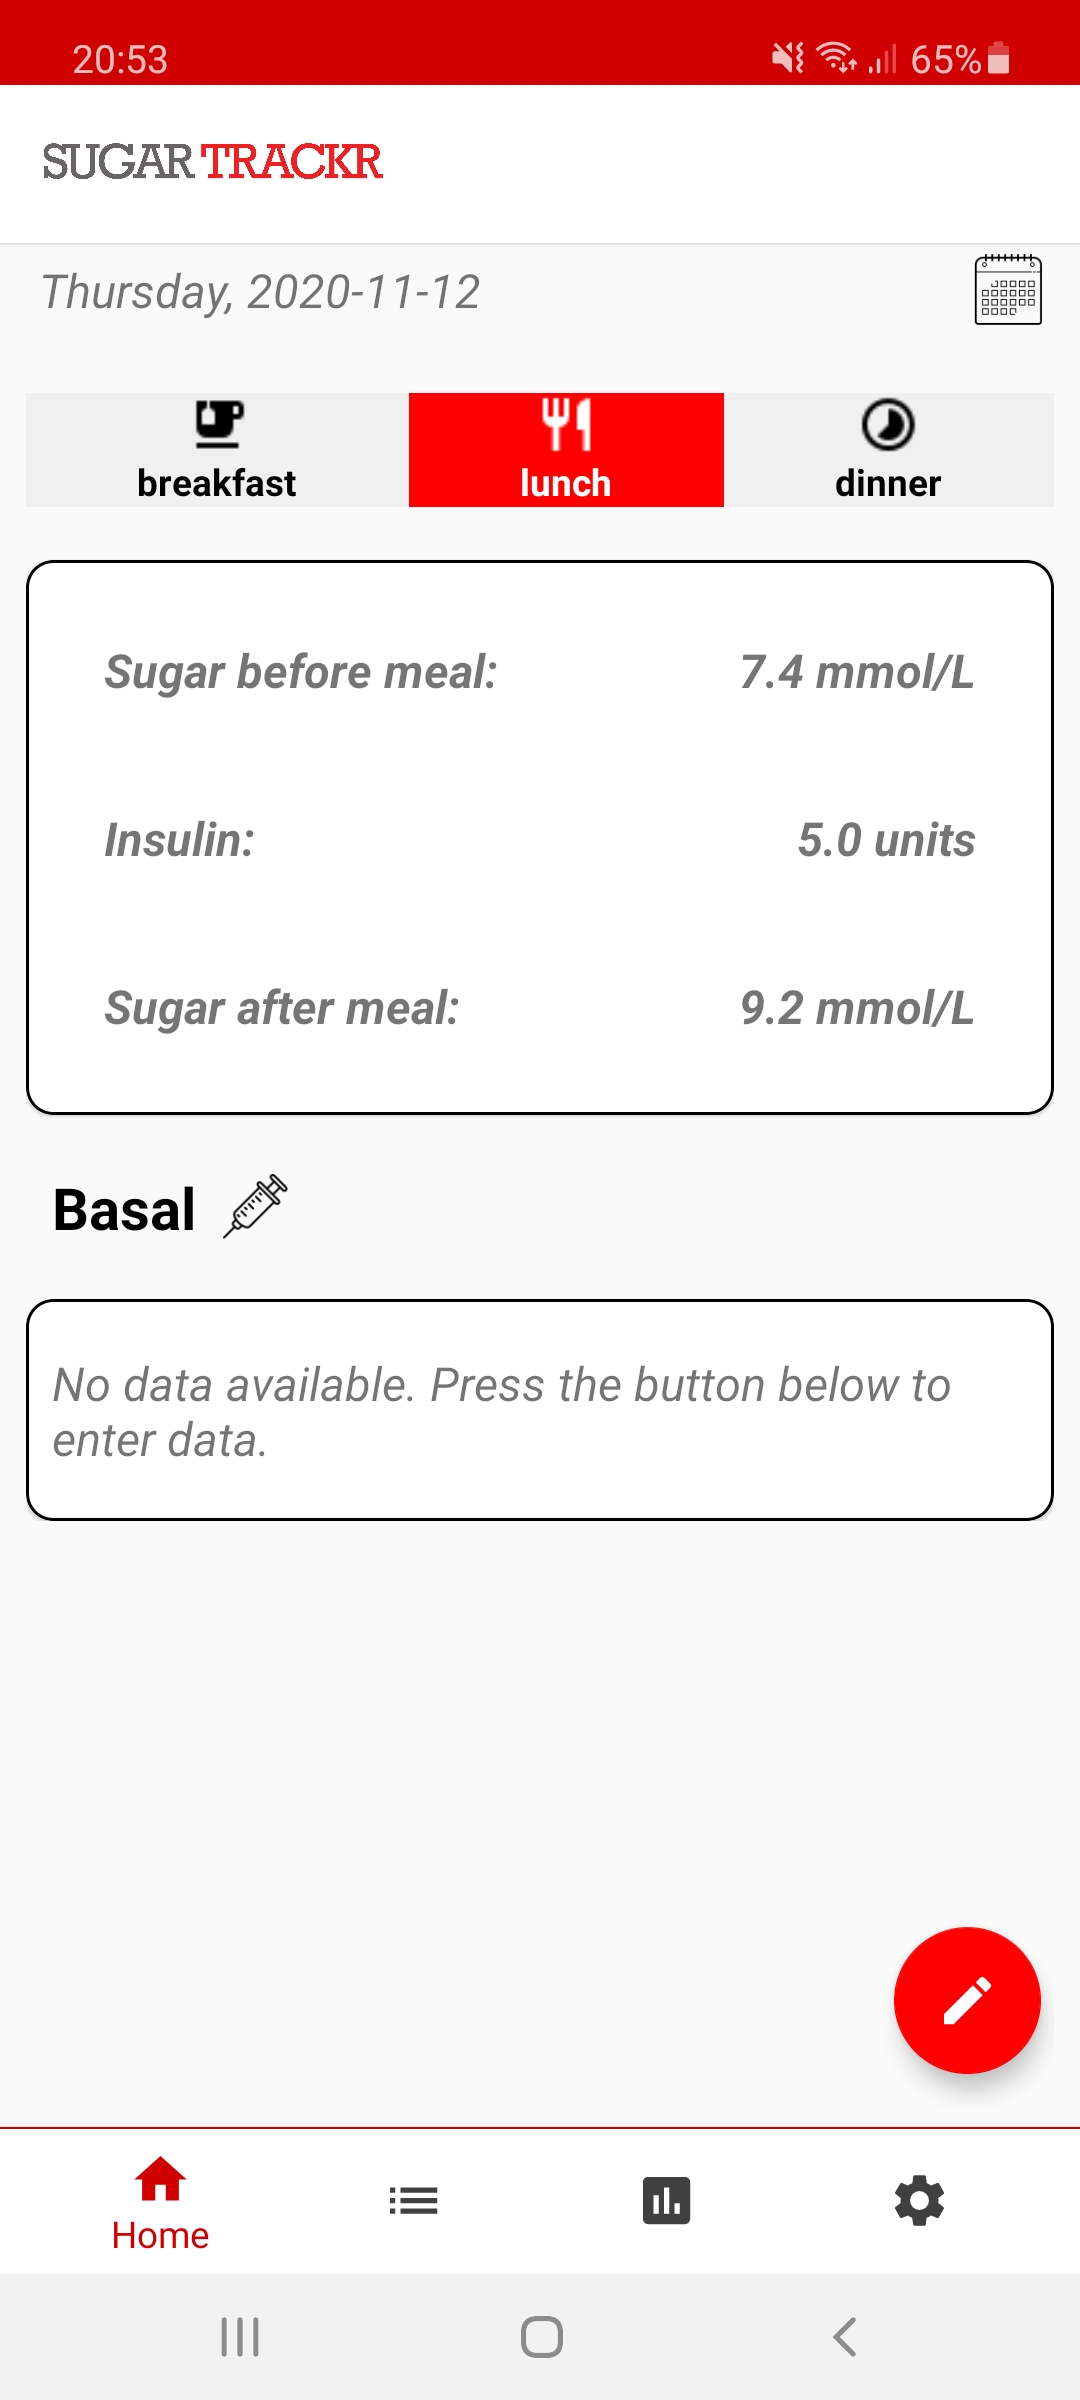 20:53
65%
SUGAR TRACKR
Thursday, 2020-11-12
breakfast lunch dinner
Sugar before meal: 7.4 mmol/L
Insulin: 5.0 units
Sugar after meal: 9.2 mmol/L
Basal
No data available. Press the button below to
enter data.
Home